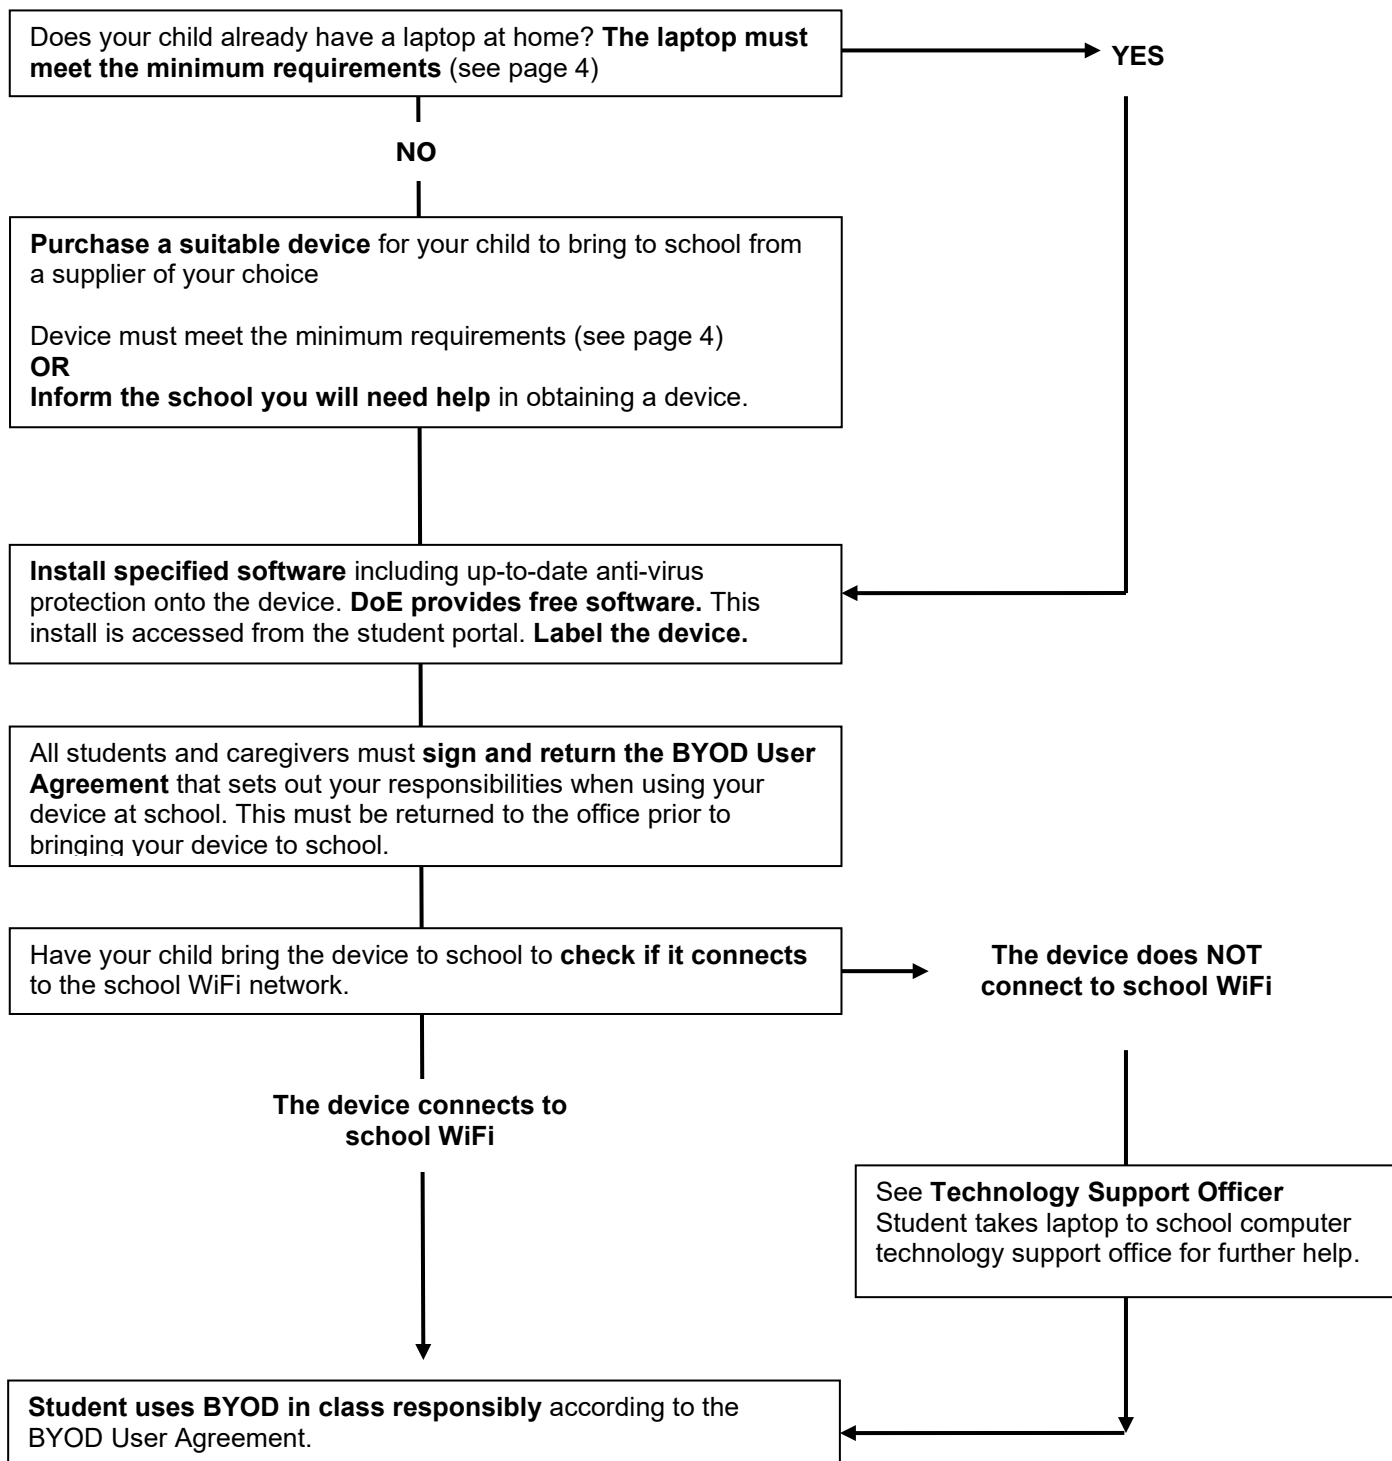 Does your child already have a laptop at home? The laptop must
meet the minimum requirements (see page 4)
YES
NO
Purchase a suitable device for your child to bring to school from
a supplier of your choice
Device must meet the minimum requirements (see page 4)
OR
Inform the school you will need help in obtaining a device.
Install specified software including up-to-date anti-virus
protection onto the device. DoE provides free software. This
install is accessed from the student portal. Label the device.
All students and caregivers must sign and return the BYOD User
Agreement that sets out your responsibilities when using your
device at school. This must be returned to the office prior to
bringing your device to school.
Have your child bring the device to school to check if it connects
to the school WiFi network.
The device does NOT
connect to school WiFi
The device connects to
school WiFi
See Technology Support Officer
Student takes laptop to school computer
technology support office for further help.
Student uses BYOD in class responsibly according to the
BYOD User Agreement.